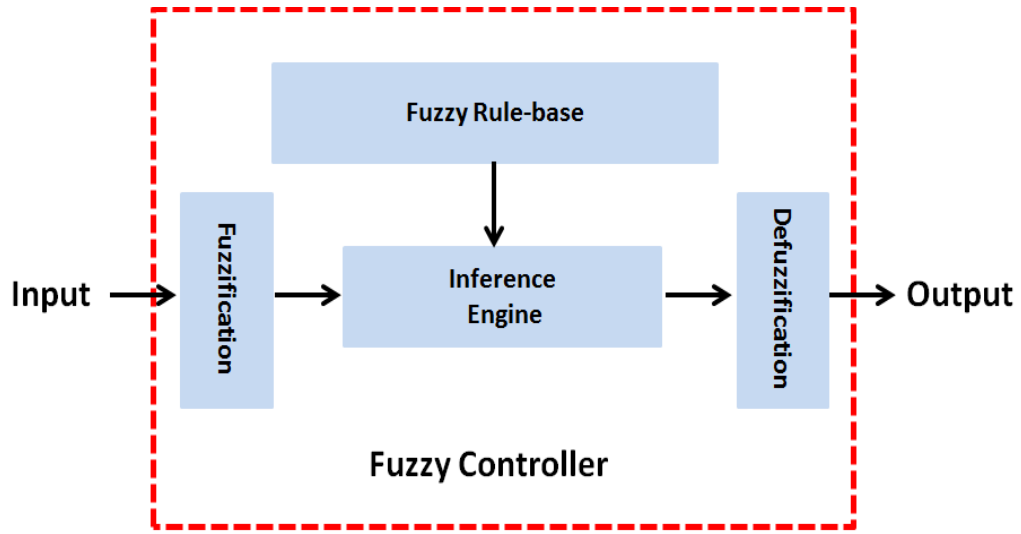 Fuzzy Rule-base
Input
Fuzzification
Inference
Engine
Defuzzification
Output
Fuzzy Controller